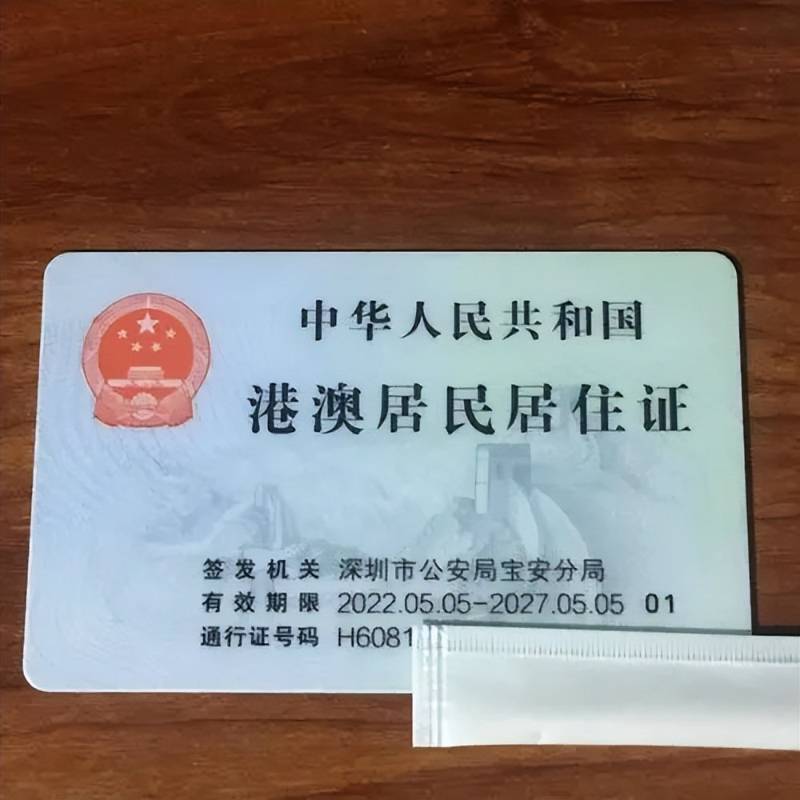 中华人民共和国
港澳居民居住证
签发机关 深圳市公安局宝安分局
有效期限 2022.05.05-2027.05.05 01
通行证号码 H6081